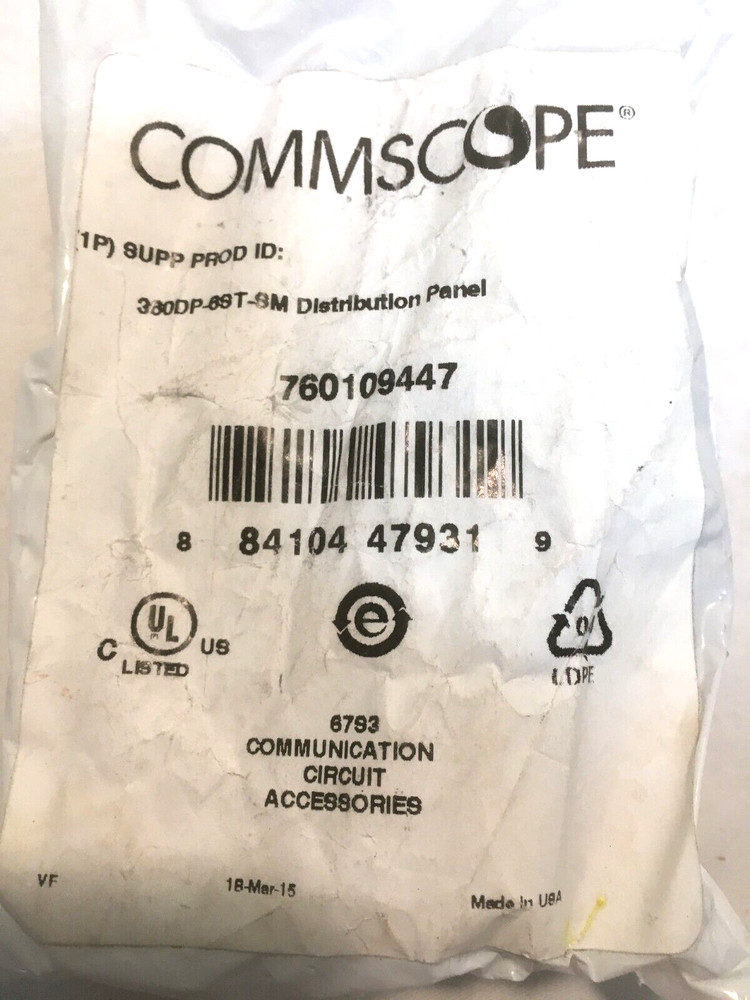 COMMSCOPE®
(1P) SUPP PROD ID:
360DP-6ST-SM Distribution Panel
760109447
8 84104 47931 9
UL
C US
LISTED
e
LDPE
6793
COMMUNICATION
CIRCUIT
ACCESSORIES
VF 18-Mar-15 Made in USA